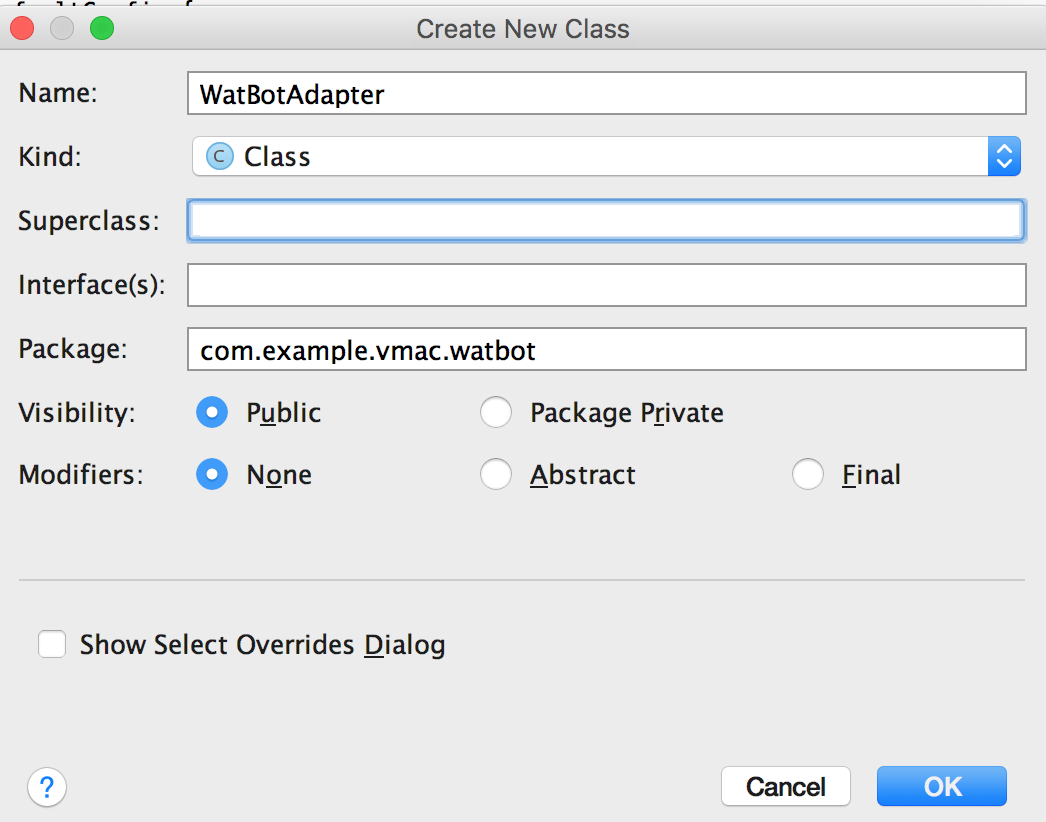 Create New Class
Name: WatBotAdapter
Kind: C Class
Superclass:
Interface(s):
Package: com.example.vmac.watbot
Visibility: Public Package Private
Modifiers: None Abstract Final
Show Select Overrides Dialog
? Cancel OK